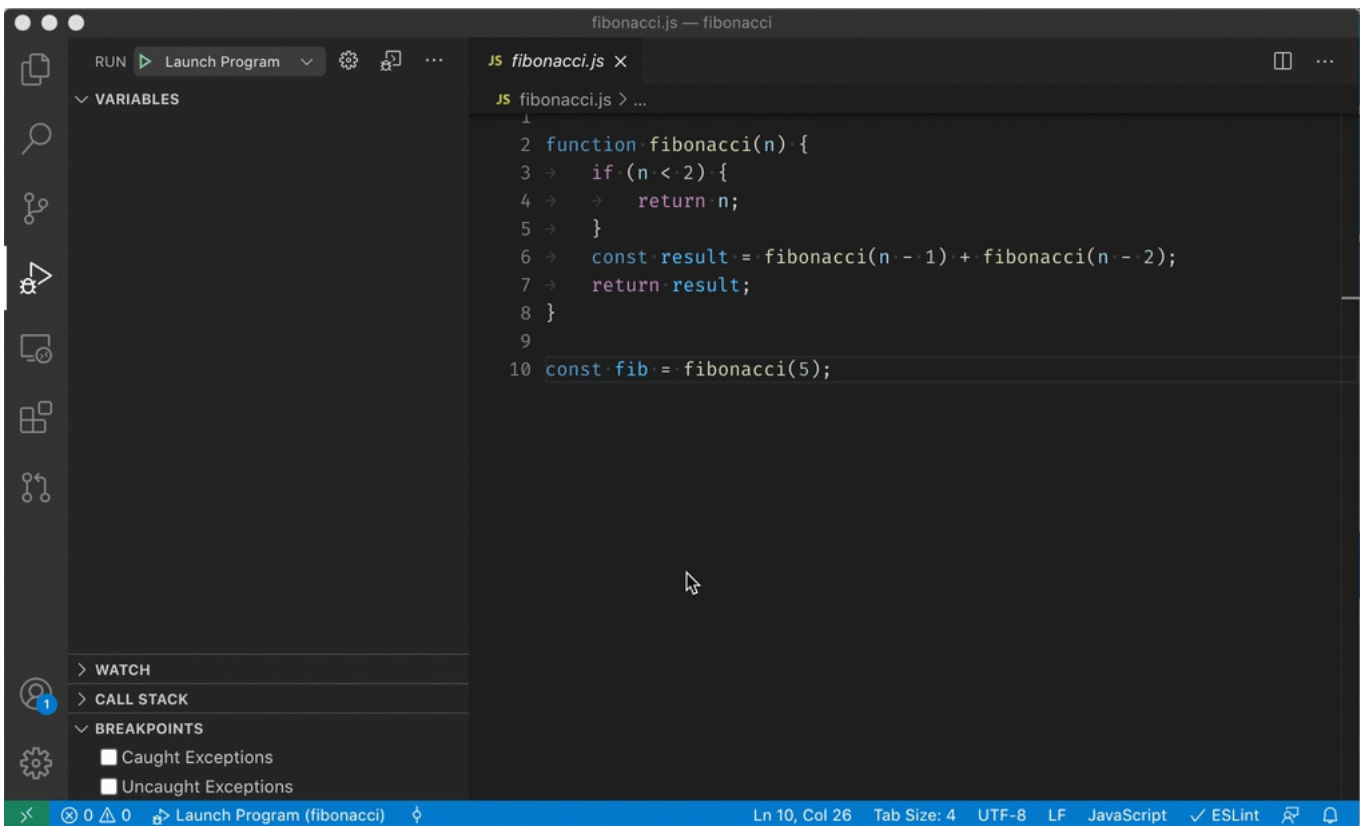 fibonacci.js — fibonacci
RUN Launch Program
VARIABLES
WATCH
CALL STACK
BREAKPOINTS
Caught Exceptions
Uncaught Exceptions
1
JS fibonacci.js
JS fibonacci.js > ...
1
2 function fibonacci(n) {
3 if (n < 2) {
4 return n;
5 }
6 const result = fibonacci(n - 1) + fibonacci(n - 2);
7 return result;
8 }
9
10 const fib = fibonacci(5);
0 0 Launch Program (fibonacci) Ln 10, Col 26 Tab Size: 4 UTF-8 LF JavaScript ESLint